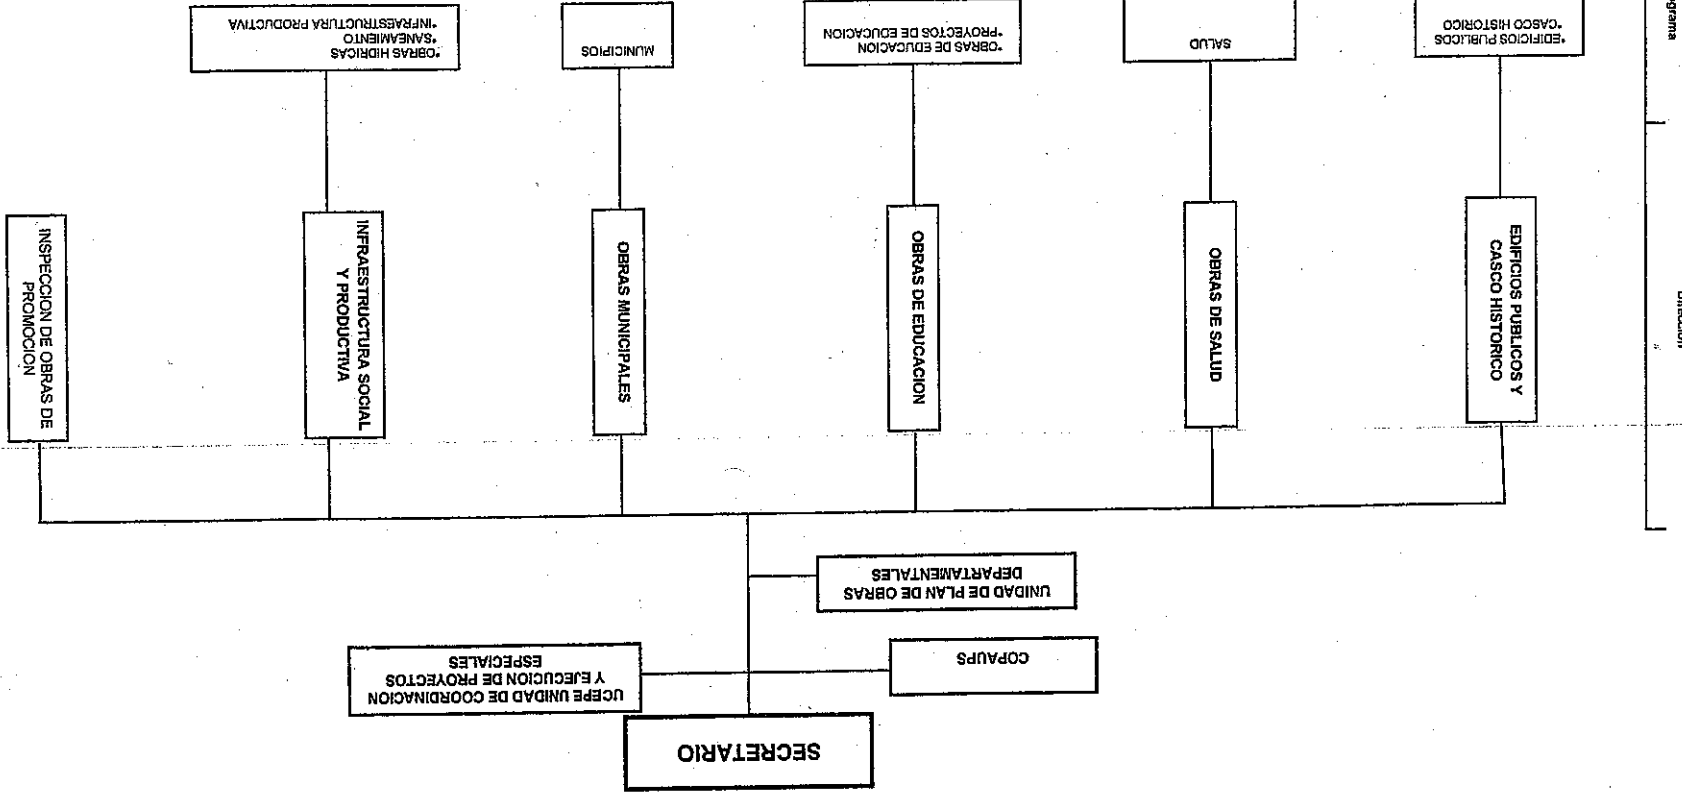 SECRETARIO
COPAUPS
UCEPE UNIDAD DE COORDINACION
Y EJECUCION DE PROYECTOS
ESPECIALES
UNIDAD DE PLAN DE OBRAS
DEPARTAMENTALES
EDIFICIOS PUBLICOS Y
CASCO HISTORICO
OBRAS DE SALUD
OBRAS DE EDUCACION
OBRAS MUNICIPALES
INFRAESTRUCTURA SOCIAL
Y PRODUCTIVA
INSPECCION DE OBRAS DE
PROMOCION
*EDIFICIOS PUBLICOS
*CASCO HISTORICO
SALUD
*OBRAS DE EDUCACION
*PROYECTOS DE EDUCACION
MUNICIPIOS
*OBRAS HIDRICAS
*SANEAMIENTO
*INFRAESTRUCTURA PRODUCTIVA
grama